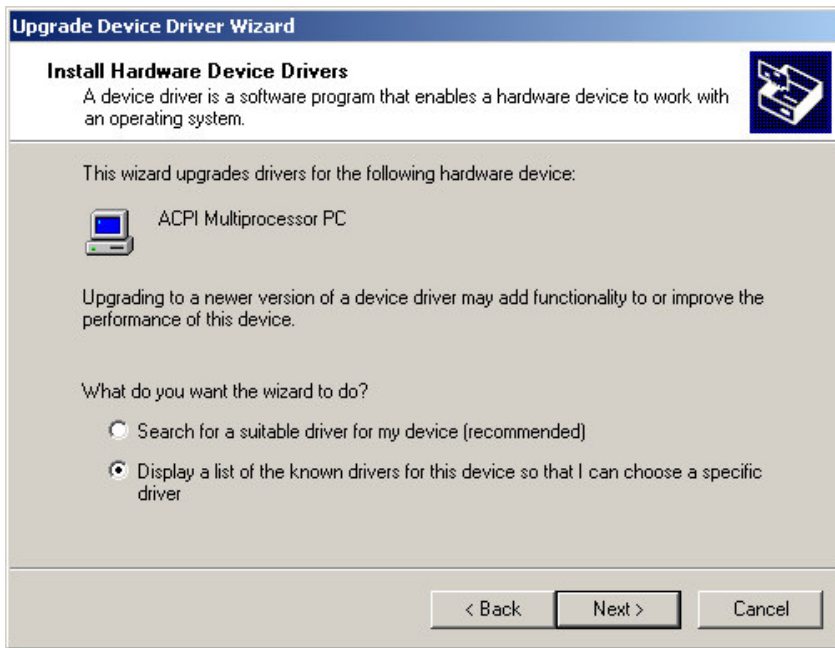 Upgrade Device Driver Wizard
Install Hardware Device Drivers
A device driver is a software program that enables a hardware device to work with
an operating system.
This wizard upgrades drivers for the following hardware device:
ACPI Multiprocessor PC
Upgrading to a newer version of a device driver may add functionality to or improve the
performance of this device.
What do you want the wizard to do?
Search for a suitable driver for my device (recommended)
Display a list of the known drivers for this device so that I can choose a specific
driver
< Back Next > Cancel